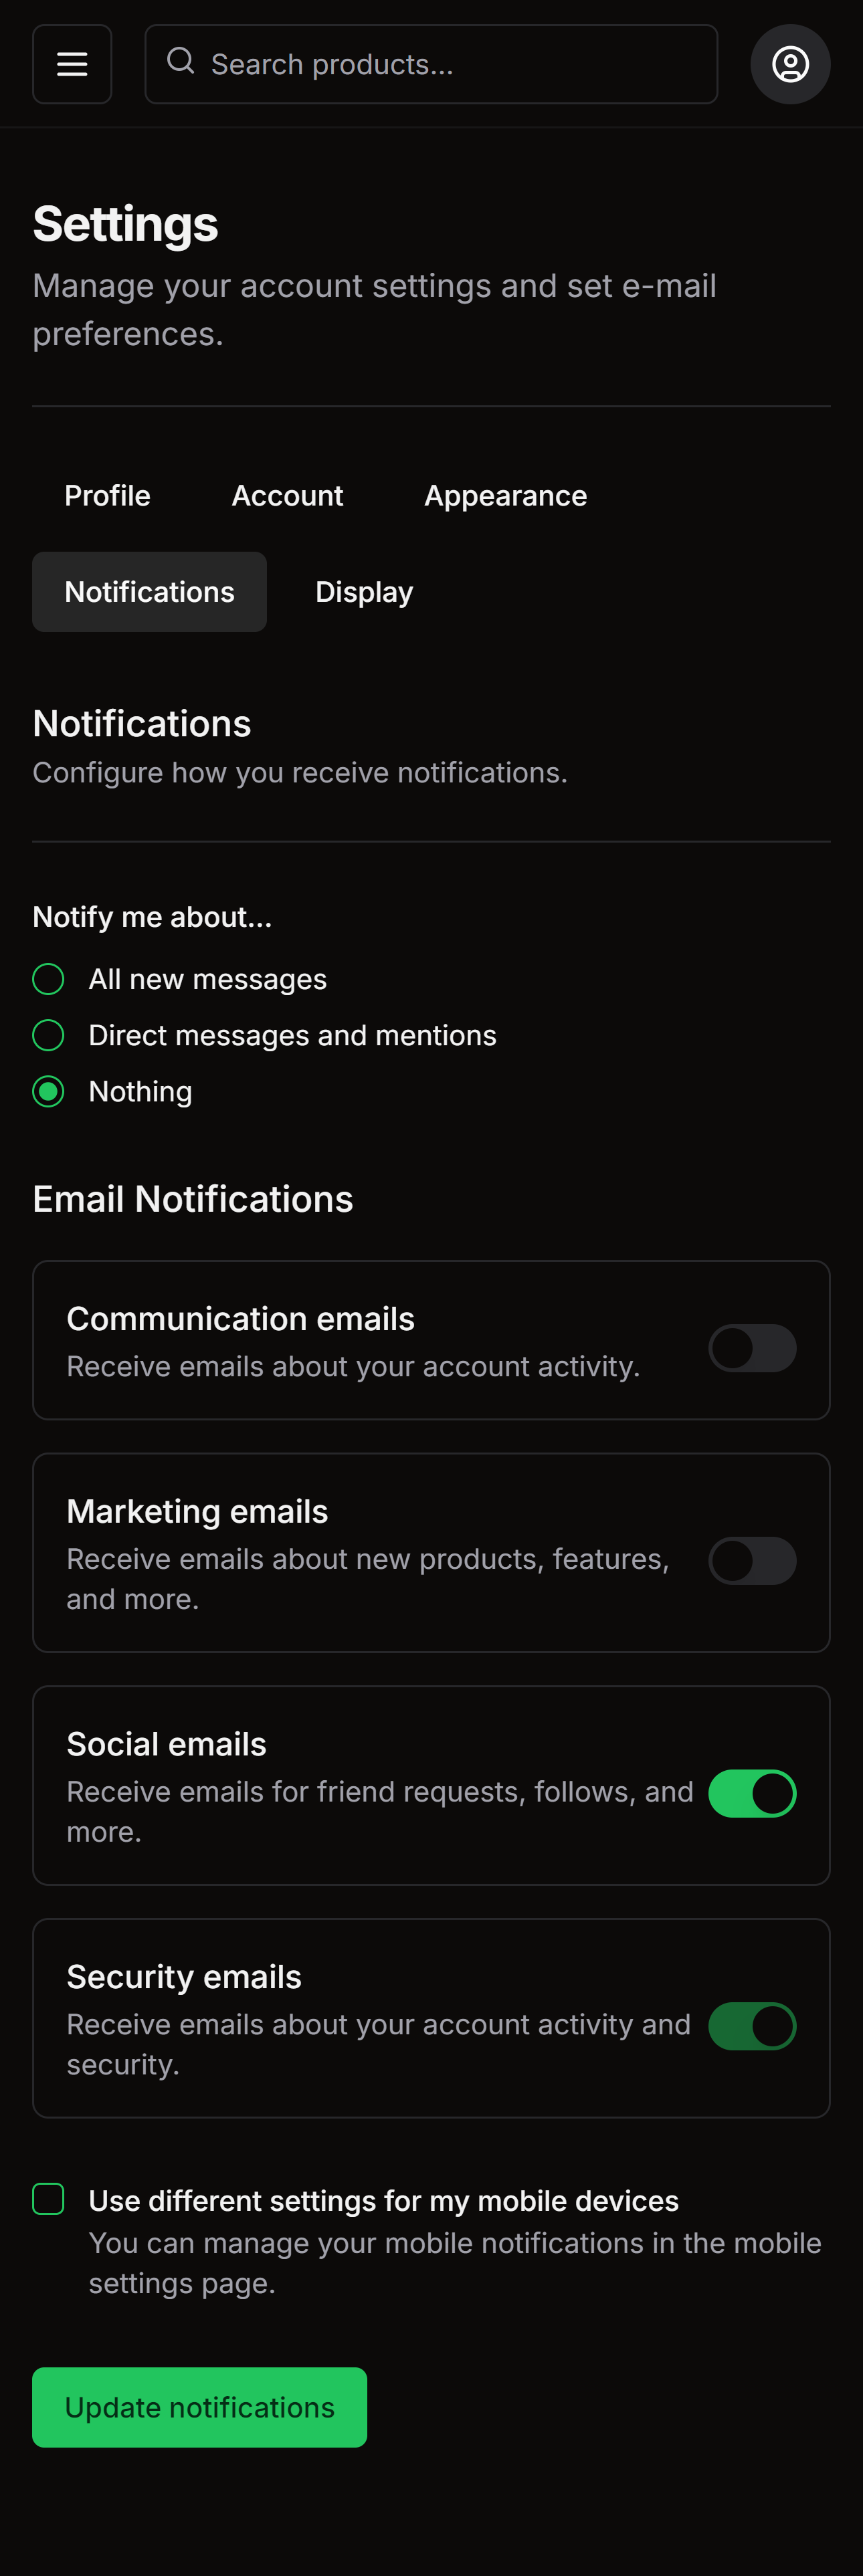 Search products...
Settings
Manage your account settings and set e-mail
preferences.
Profile
Account
Appearance
Notifications
Display
Notifications
Configure how you receive notifications.
Notify me about...
All new messages
Direct messages and mentions
Nothing
Email Notifications
Communication emails
Receive emails about your account activity.
Marketing emails
Receive emails about new products, features,
and more.
Social emails
Receive emails for friend requests, follows, and
more.
Security emails
Receive emails about your account activity and
security.
Use different settings for my mobile devices
You can manage your mobile notifications in the mobile
settings page.
Update notifications